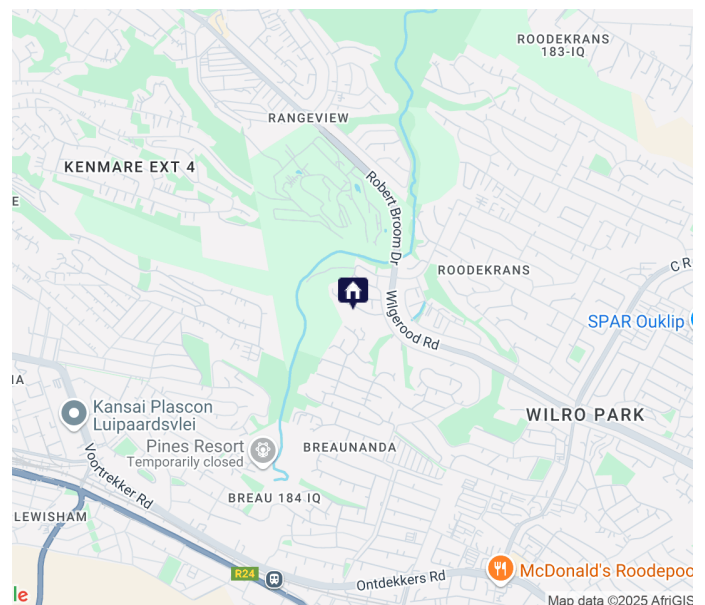 ROODEKRANS
183-IQ
RANGEVIEW
KENMARE EXT 4
Robert Broom Dr
E
C R
ROODEKRANS
Wilgerood Rd
SPAR Ouklip
IA
Kansai Plascon
Luipaardsvlei
WILRO PARK
Pines Resort
Temporarily closed
BREAUNANDA
Voortrekker Rd
BREAU 184 IQ
LEWISHAM
R24
Ontdekkers Rd
McDonald's Roodepoo
le
Map data ©2025 AfriGIS